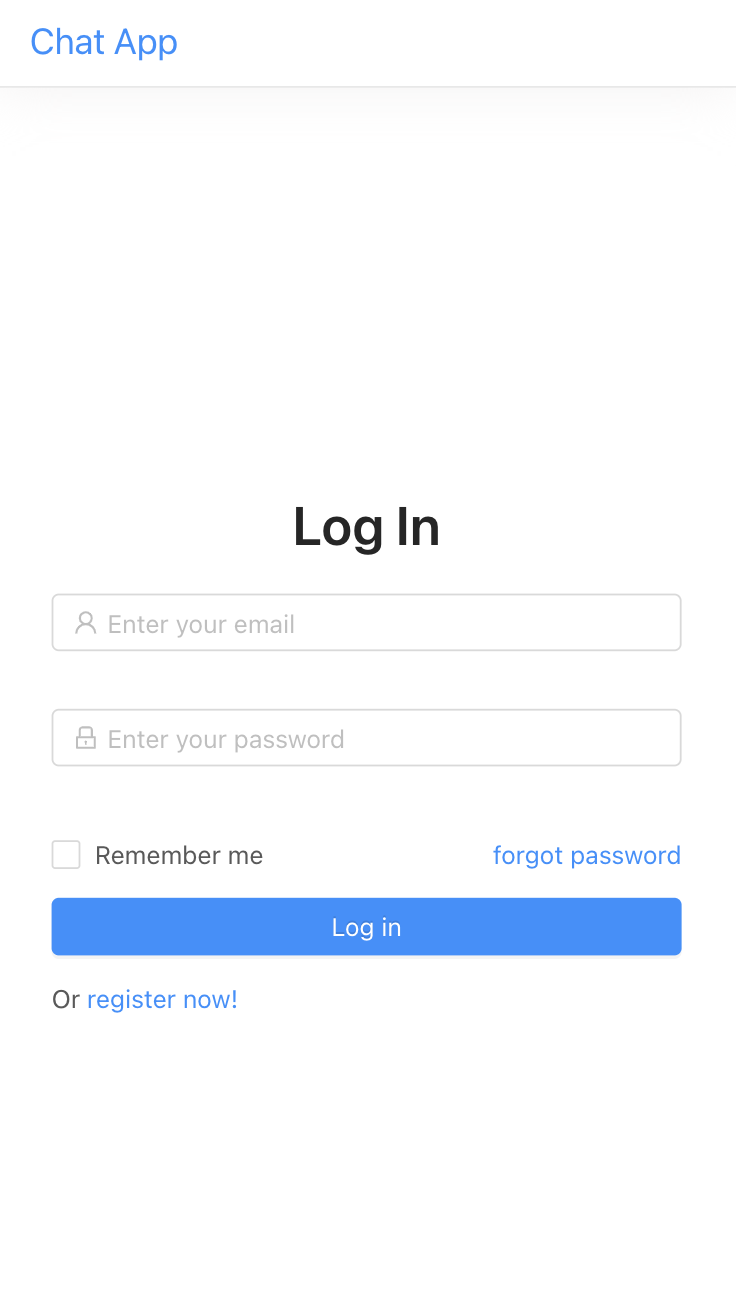 Chat App
Log In
Enter your email
Enter your password
Remember me
forgot password
Log in
Or register now!